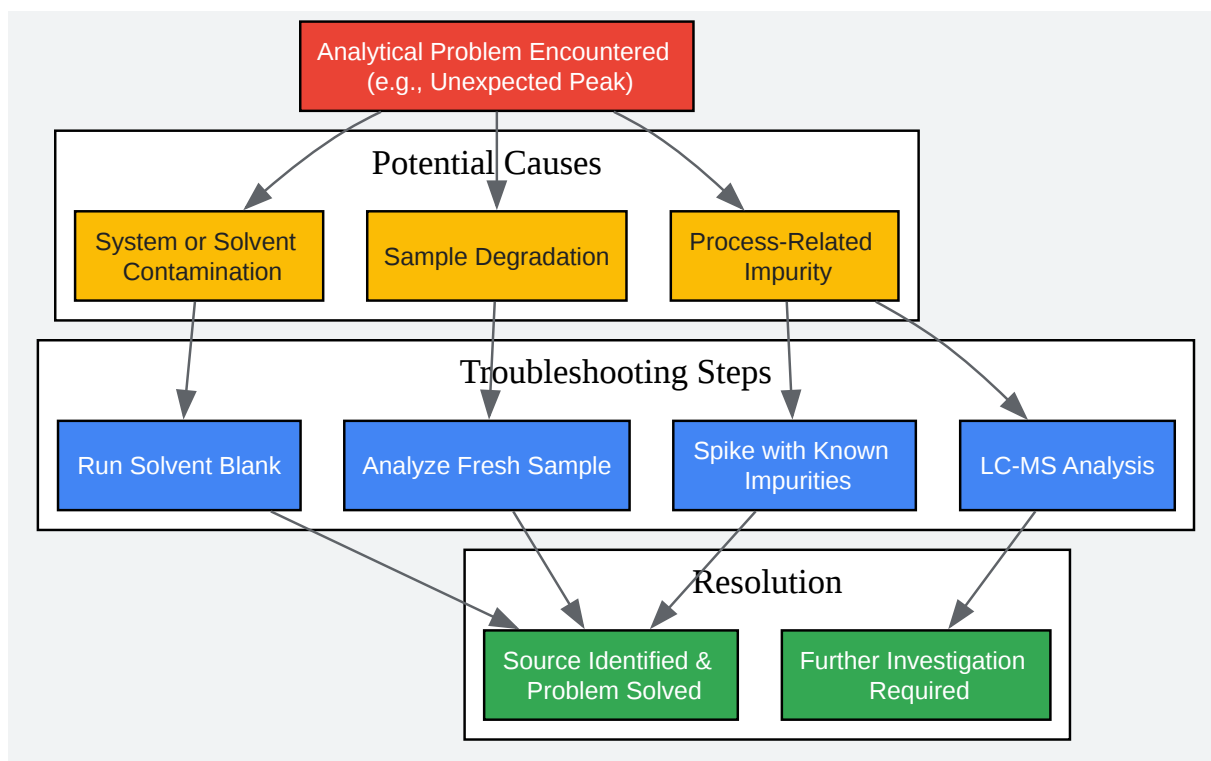 Analytical Problem Encountered
(e.g., Unexpected Peak)
Potential Causes
System or Solvent
Contamination
Sample Degradation
Process-Related
Impurity
Troubleshooting Steps
Run Solvent Blank
Analyze Fresh Sample
Spike with Known
Impurities
LC-MS Analysis
Resolution
Source Identified &
Problem Solved
Further Investigation
Required